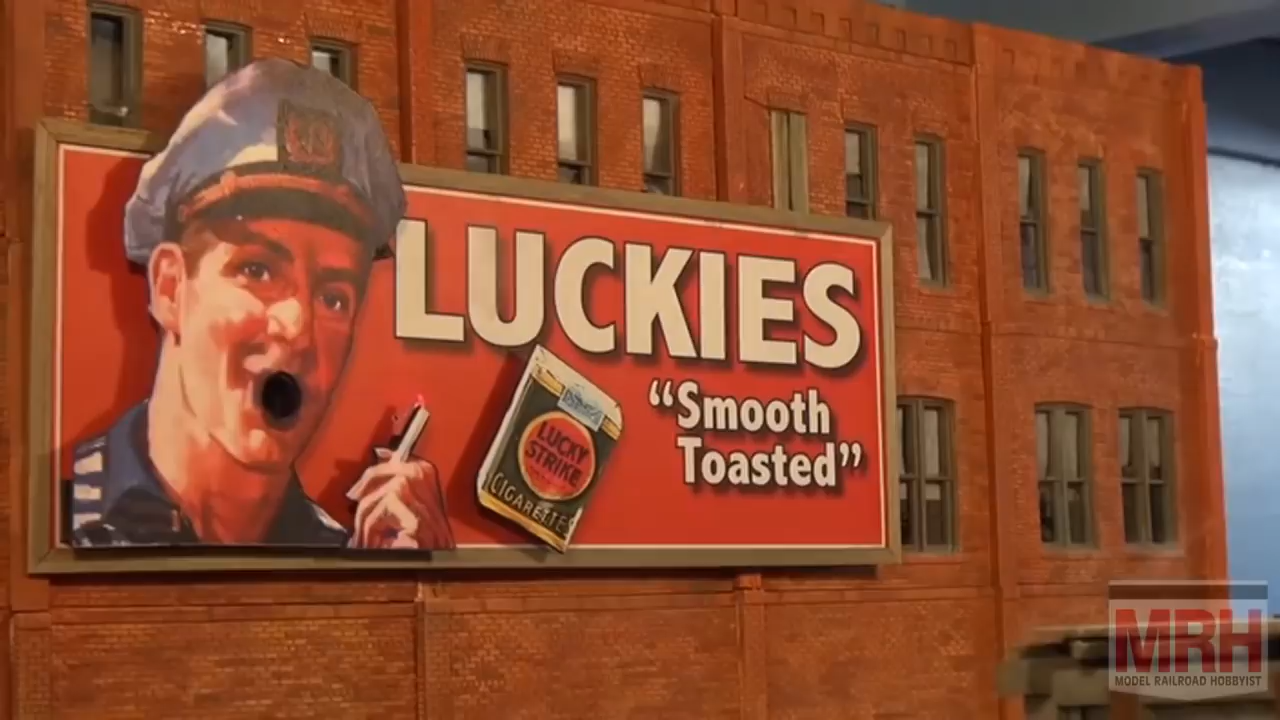 LUCKIES
“Smooth
Toasted”
LUCKY
STRIKE
CIGARETTES
MRH
MODEL RAILROAD HOBBYIST